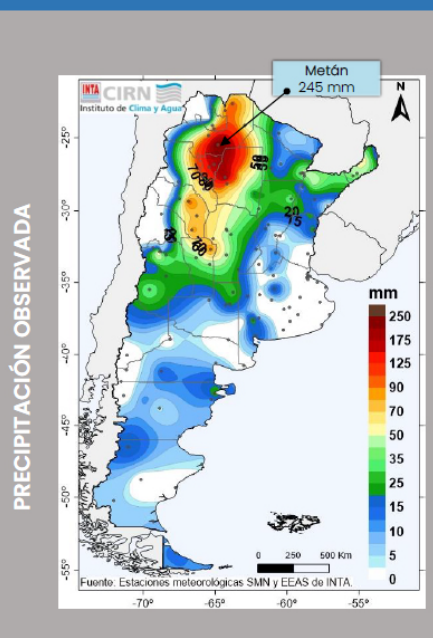 Metán
245 mm
INTA CIRN
Instituto de Clima y Agua
N
PRECIPITACIÓN OBSERVADA
-25°
-30°
-35°
-40°
-45°
-50°
-55°
mm
250
175
125
90
70
50
35
25
15
10
5
0
20
15
0 250 500 Km
Fuente: Estaciones meteorológicas SMN y EEAS de INTA.
-70° -65° -60° -55°